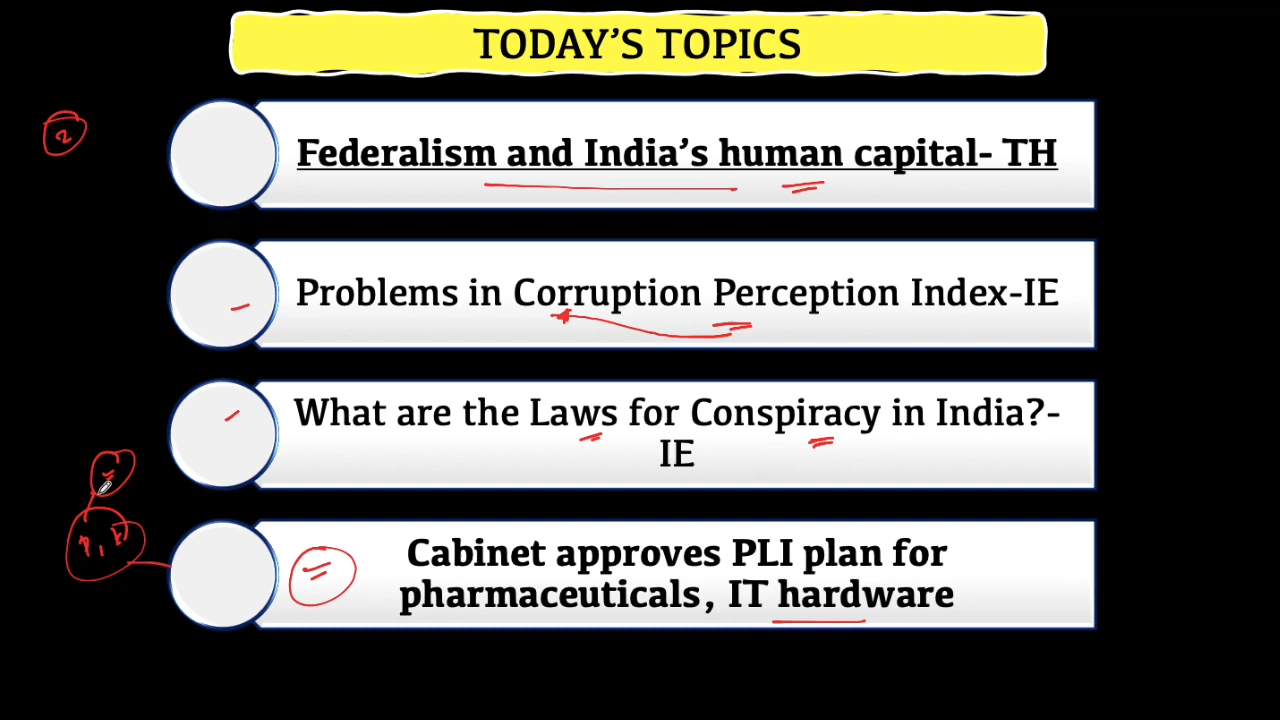 TODAY’S TOPICS
2
Federalism and India’s human capital- TH
Problems in Corruption Perception Index-IE
What are the Laws for Conspiracy in India?-
IE
Cabinet approves PLI plan for
pharmaceuticals, IT hardware